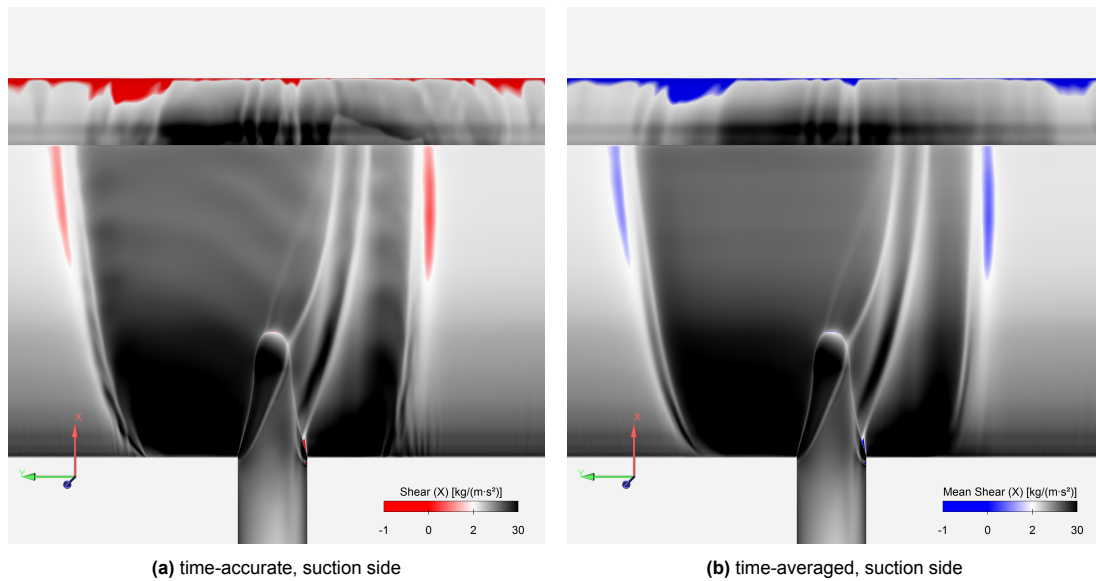 X
Y
Shear (X) [kg/(m·s²)]
-1 0 2 30
X
Y
Mean Shear (X) [kg/(m·s²)]
-1 0 2 30
(a) time-accurate, suction side
(b) time-averaged, suction side